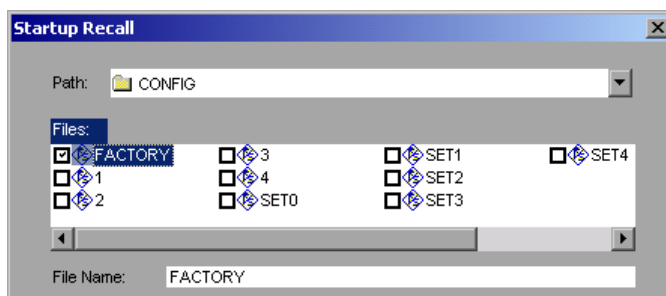 Startup Recall
Path: CONFIG
Files:
FACTORY 3 SET1 SET4
1 4 SET2
2 SET0 SET3
File Name: FACTORY